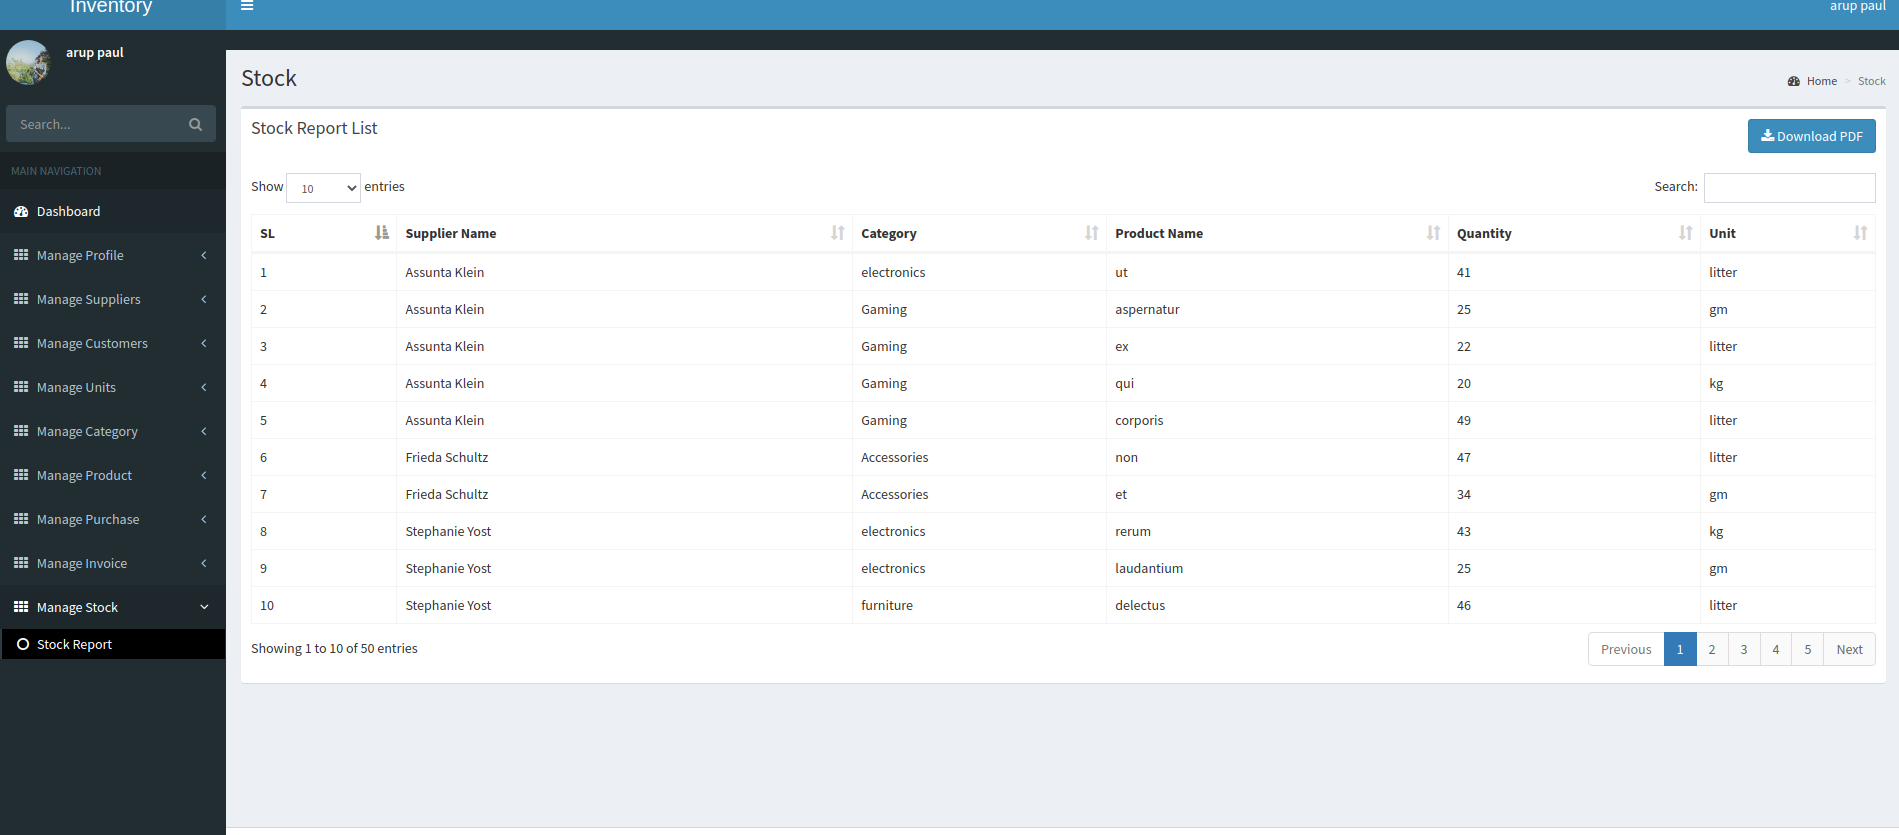 Inventory
arup paul
arup paul
Search...
MAIN NAVIGATION
Dashboard
Manage Profile
Manage Suppliers
Manage Customers
Manage Units
Manage Category
Manage Product
Manage Purchase
Manage Invoice
Manage Stock
Stock Report
Stock
Home > Stock
Stock Report List
Download PDF
Show 10 entries
Search:
SL Supplier Name Category Product Name Quantity Unit
1 Assunta Klein electronics ut 41 litter
2 Assunta Klein Gaming aspernatur 25 gm
3 Assunta Klein Gaming ex 22 litter
4 Assunta Klein Gaming qui 20 kg
5 Assunta Klein Gaming corporis 49 litter
6 Frieda Schultz Accessories non 47 litter
7 Frieda Schultz Accessories et 34 gm
8 Stephanie Yost electronics rerum 43 kg
9 Stephanie Yost electronics laudantium 25 gm
10 Stephanie Yost furniture delectus 46 litter
Showing 1 to 10 of 50 entries
Previous 1 2 3 4 5 Next